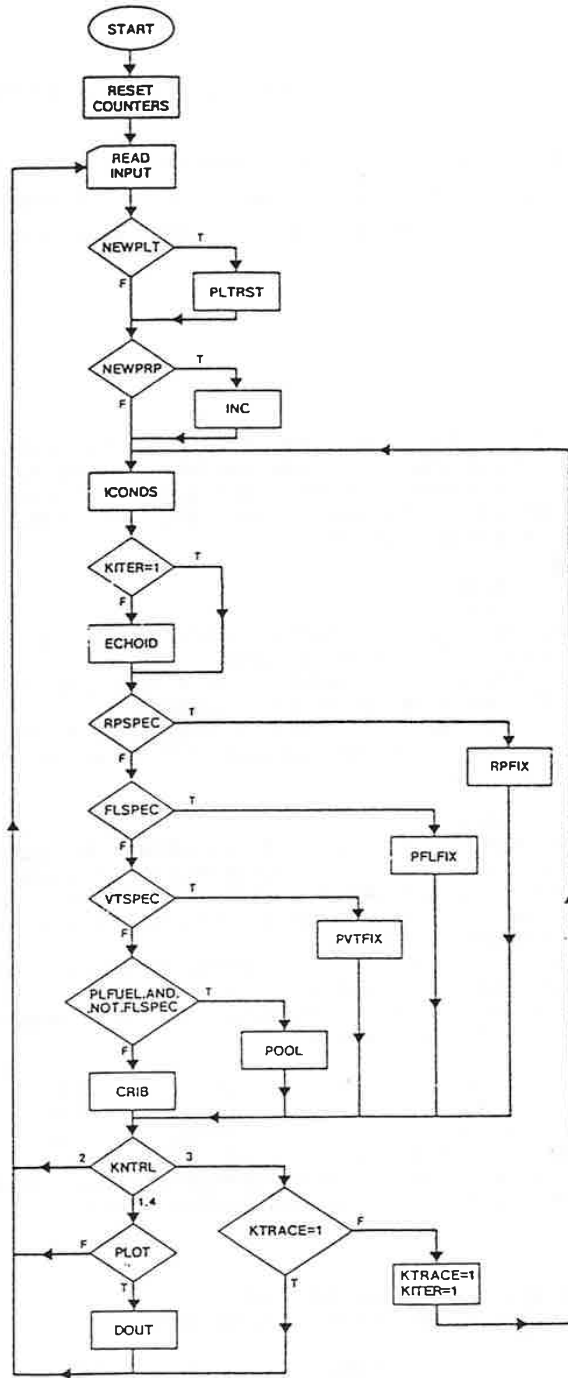 START
RESET
COUNTERS
READ
INPUT
NEWPLT
T
F
PLTRST
NEWPRP
T
F
INC
ICONDS
KITER=1
T
F
ECHOID
RPSPEC
T
F
RPFIX
FLSPEC
T
F
PFLFIX
VTSPEC
T
F
PVTFIX
PLFUEL.AND.
.NOT.FLSPEC
T
F
POOL
CRIB
KNTRL
2
3
1,4
KTRACE=1
F
T
PLOT
F
T
KTRACE=1
KITER=1
DOUT